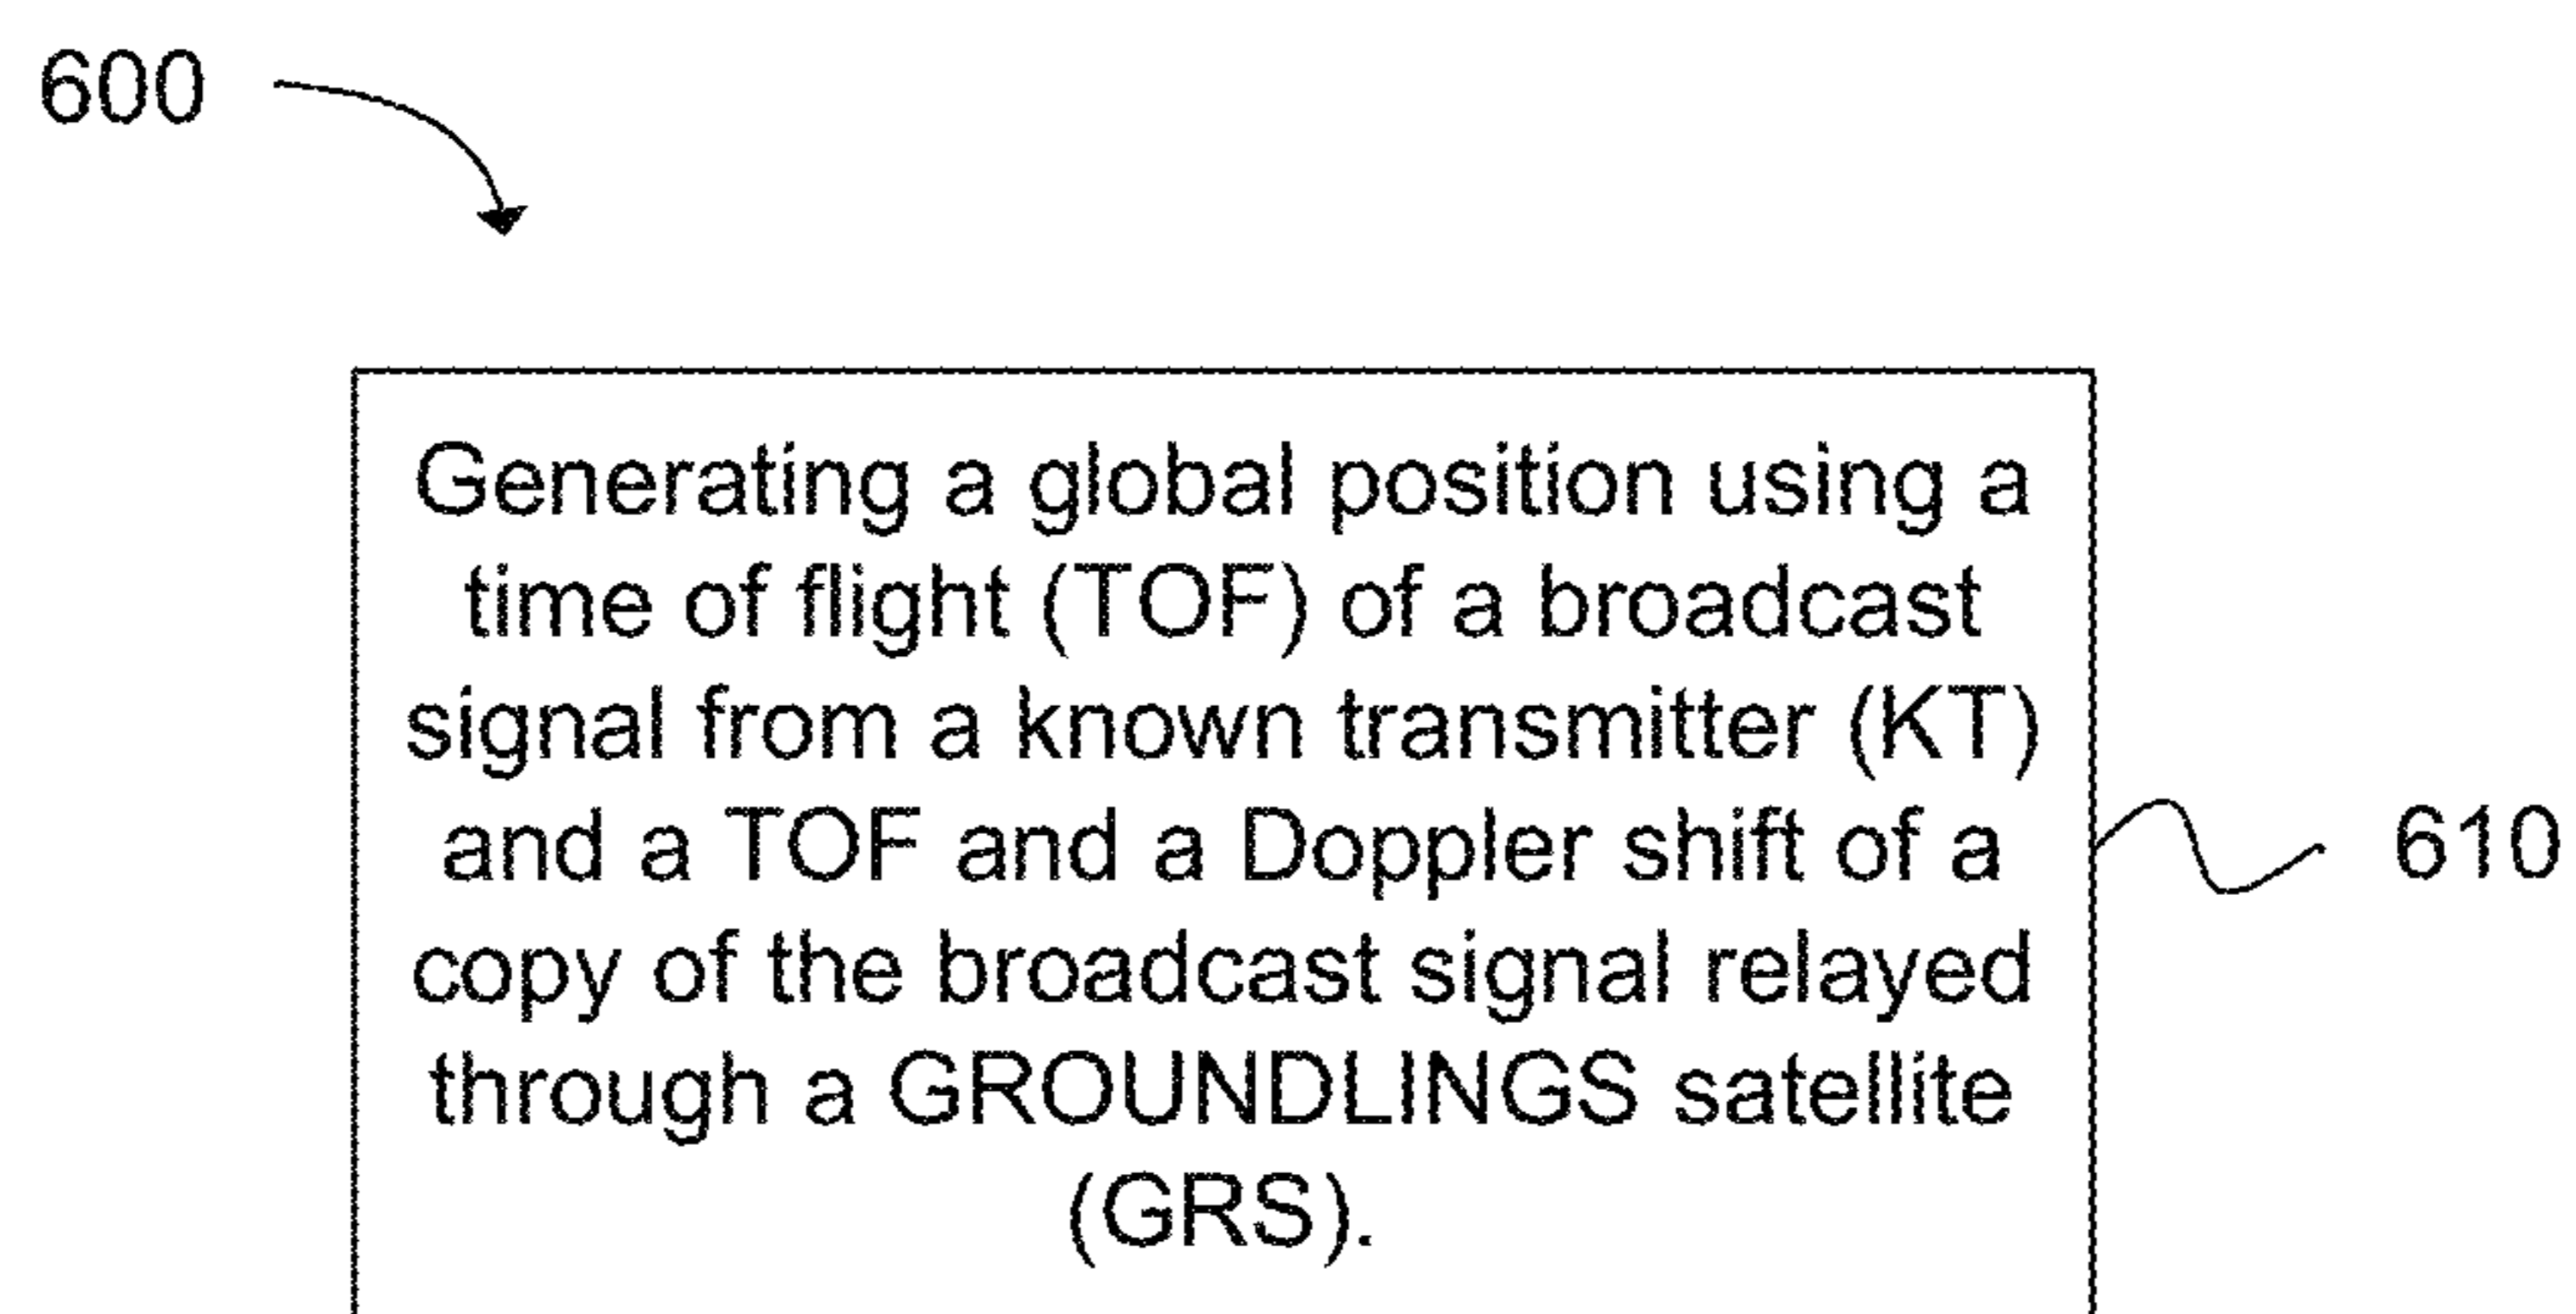 600
Generating a global position using a
time of flight (TOF) of a broadcast
signal from a known transmitter (KT)
and a TOF and a Doppler shift of a
copy of the broadcast signal relayed
through a GROUNDLINGS satellite
(GRS).
610